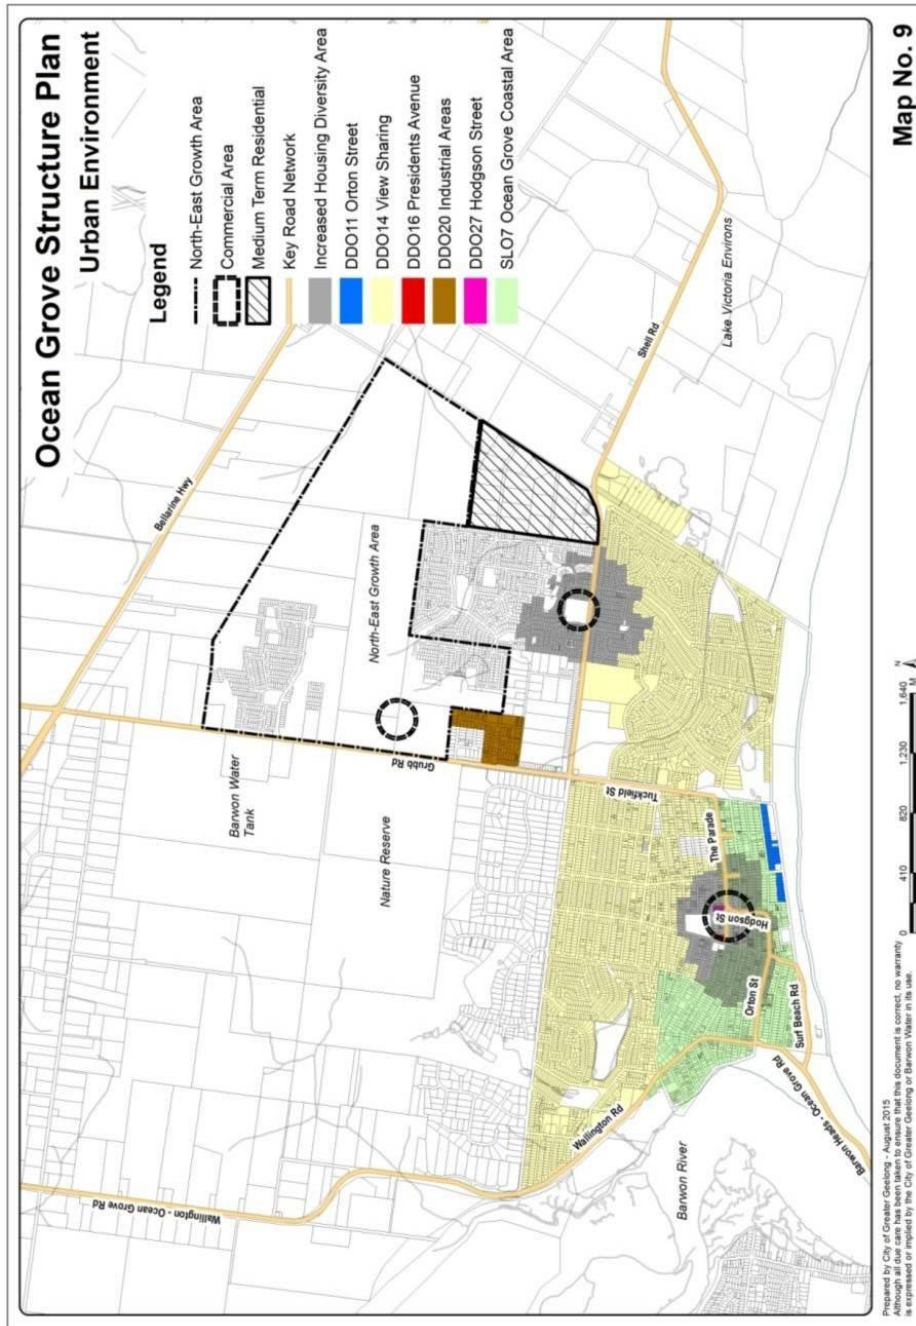 Ocean Grove Structure Plan
Urban Environment
Legend
North-East Growth Area
Commercial Area
Medium Term Residential
Key Road Network
Increased Housing Diversity Area
DDO11 Orton Street
DDO14 View Sharing
DDO16 Presidents Avenue
DDO20 Industrial Areas
DDO27 Hodgson Street
SLO7 Ocean Grove Coastal Area
Bellarine Hwy
North-East Growth Area
Barwon Water
Tank
Grubb Rd
Nature Reserve
Wallington - Ocean Grove Rd
Shell Rd
Lake Victoria Environs
Tuckfield St
The Parade
Hodgson St
Orton St
Surf Beach Rd
Wallington Rd
Barwon River
Barwon Heads - Ocean Grove Rd
Prepared by City of Greater Geelong - August 2015
Although all due care has been taken to ensure that this document is correct, no warranty
is expressed or implied by the City of Greater Geelong or Barwon Water in its use.
0 410 820 1,230 1,640
M
N
Map No. 9